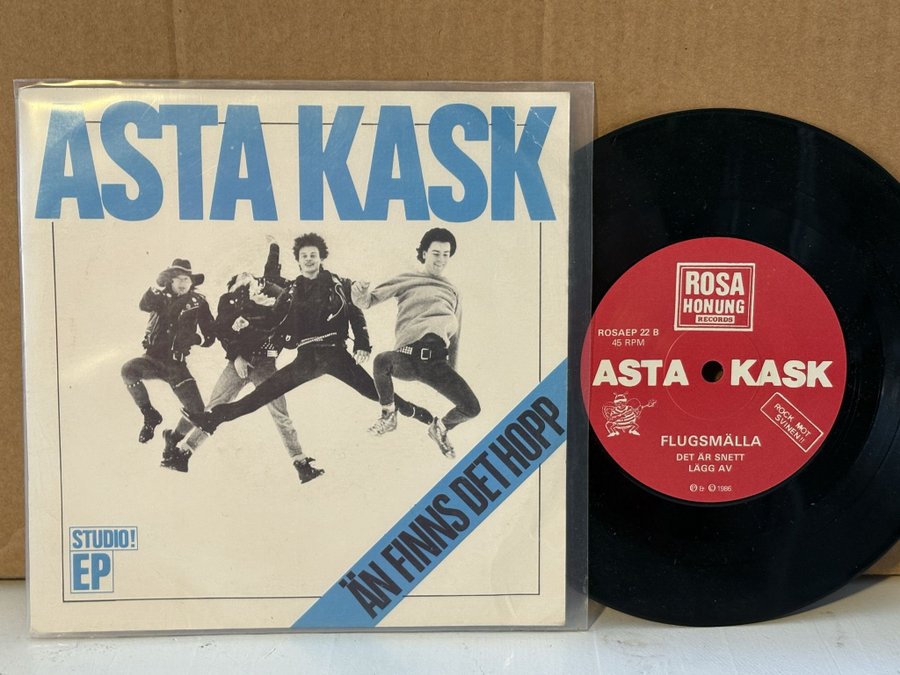 ASTA KASK
STUDIO!
EP
ÄN FINNS DET HOPP
ROSA
HONUNG
RECORDS
ROSAEP 22 B
45 RPM
ASTA KASK
ROCK MOT
SVINEN!!
FLUGSMÄLLA
DET ÄR SNETT
LÄGG AV
℗ & © 1986